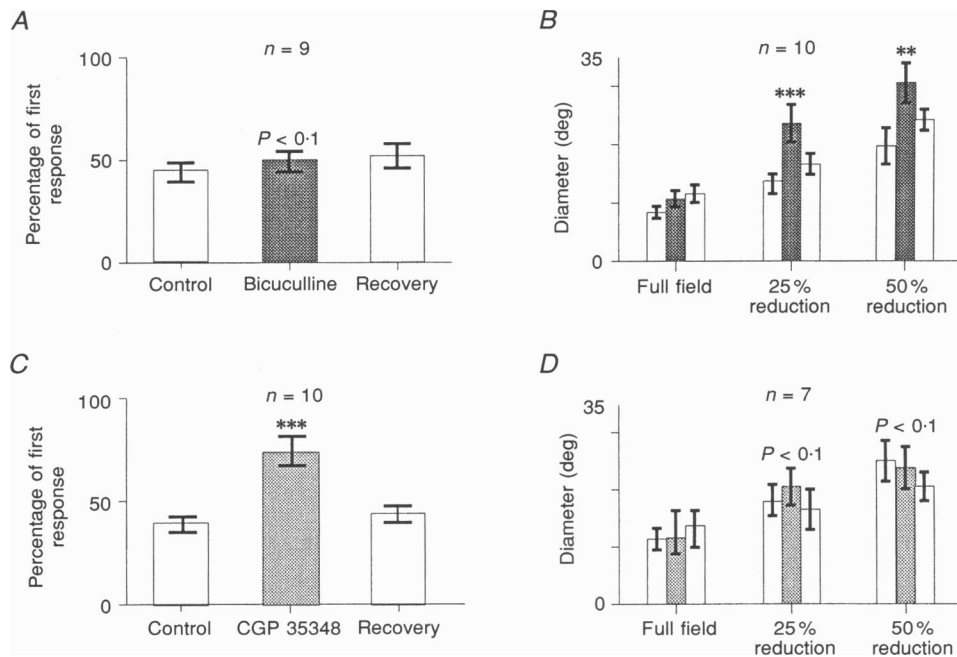 A
n = 9
100
50
0
Percentage of first
response
P < 0·1
Control
Bicuculline
Recovery
B
n = 10
35
0
Diameter (deg)
***
**
Full field
25 %
reduction
50 %
reduction
C
n = 10
100
50
0
Percentage of first
response
***
Control
CGP 35348
Recovery
D
n = 7
35
0
Diameter (deg)
P < 0·1
P < 0·1
Full field
25 %
reduction
50 %
reduction